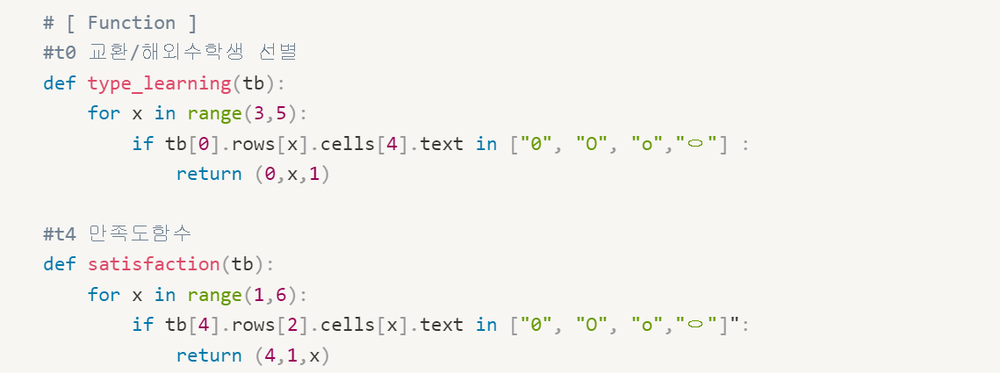 # [ Function ]
#t0 교환/해외수학생 선별
def type_learning(tb):
    for x in range(3,5):
        if tb[0].rows[x].cells[4].text in ["0", "O", "o","ㅇ"] :
            return (0,x,1)

#t4 만족도함수
def satisfaction(tb):
    for x in range(1,6):
        if tb[4].rows[2].cells[x].text in ["0", "O", "o","ㅇ"]":
            return (4,1,x)